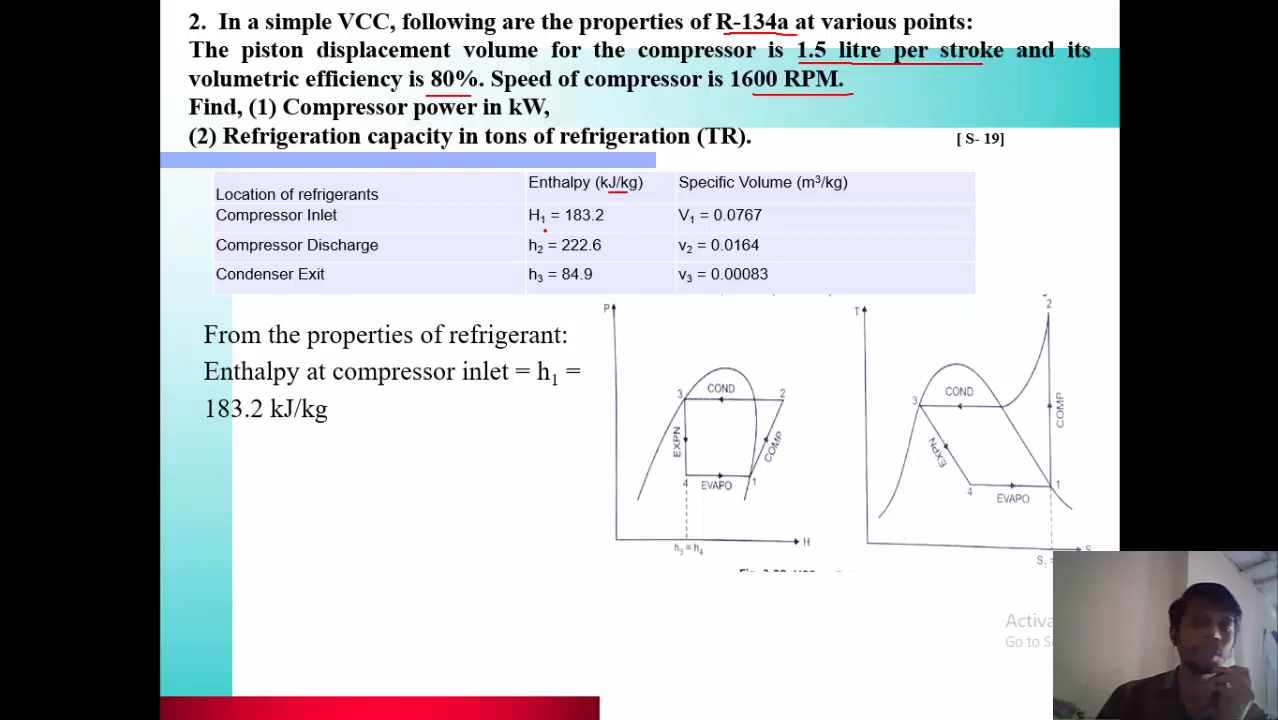 2. In a simple VCC, following are the properties of R-134a at various points:
The piston displacement volume for the compressor is 1.5 litre per stroke and its
volumetric efficiency is 80%. Speed of compressor is 1600 RPM.
Find, (1) Compressor power in kW,
(2) Refrigeration capacity in tons of refrigeration (TR). [ S- 19]
Location of refrigerants Enthalpy (kJ/kg) Specific Volume (m³/kg)
Compressor Inlet H₁ = 183.2 V₁ = 0.0767
Compressor Discharge h₂ = 222.6 v₂ = 0.0164
Condenser Exit h₃ = 84.9 v₃ = 0.00083
From the properties of refrigerant:
Enthalpy at compressor inlet = h₁ =
183.2 kJ/kg
P
3
COND
2
EXPN
COMP
4
EVAPO
1
H
h₃ = h₄
T
2
3
COND
COMP
EXPN
4
EVAPO
1
S
S₁ =
Activa
Go to S